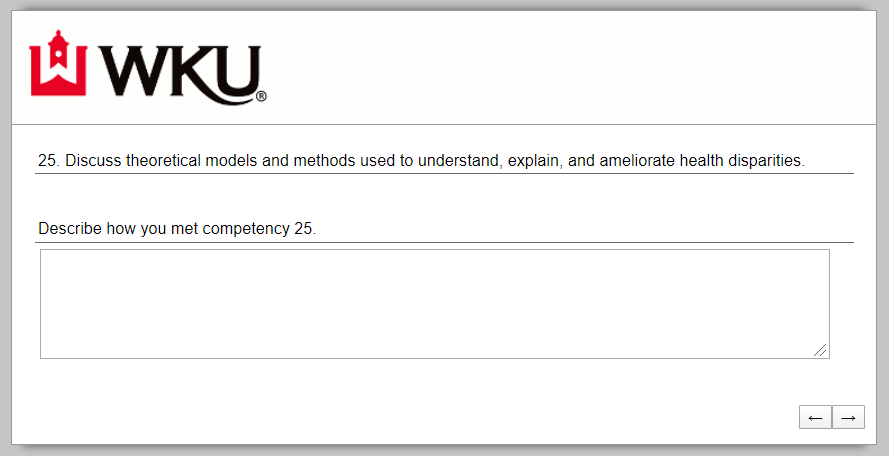 WKU®
25. Discuss theoretical models and methods used to understand, explain, and ameliorate health disparities.
Describe how you met competency 25.
← →